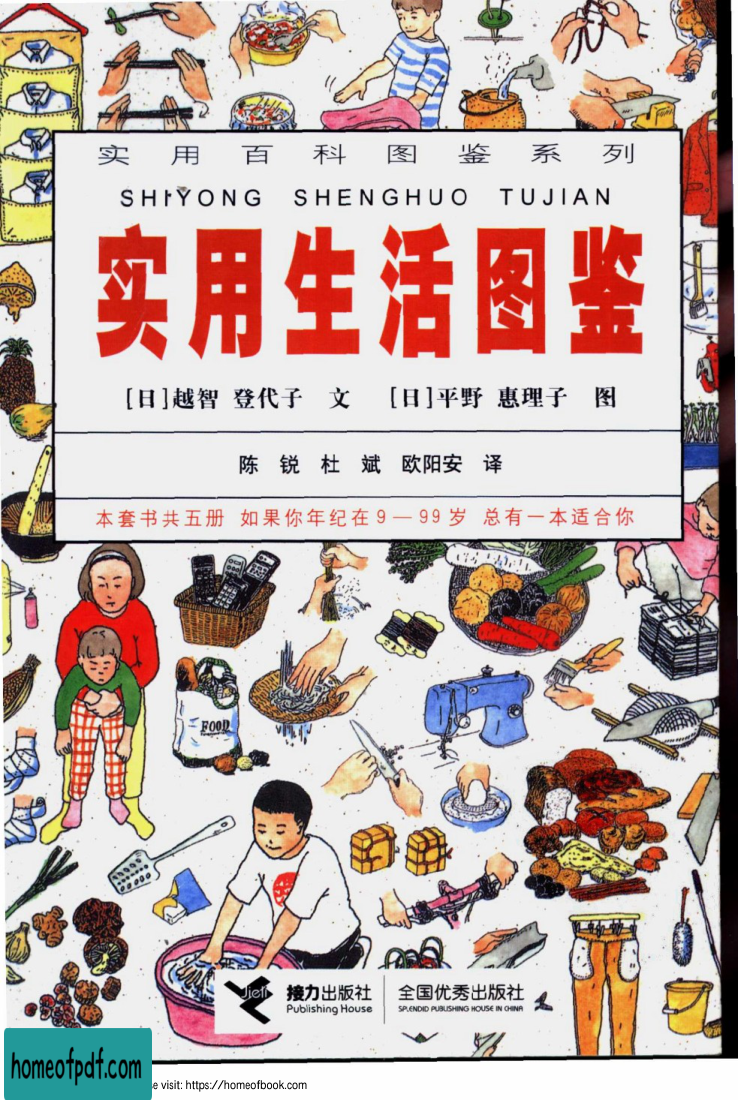 实用百科图鉴系列
SHIYONG SHENGHUO TUJIAN
实用生活图鉴
[日]越智 登代子 文 [日]平野 惠理子 图
陈 锐 杜 斌 欧阳安 译
本套书共五册 如果你年纪在9—99岁 总有一本适合你
FOOD
Jieli 接力出版社 全国优秀出版社
Publishing House SPLENDID PUBLISHING HOUSE IN CHINA
homeofpdf.com
e visit: https://homeofbook.com